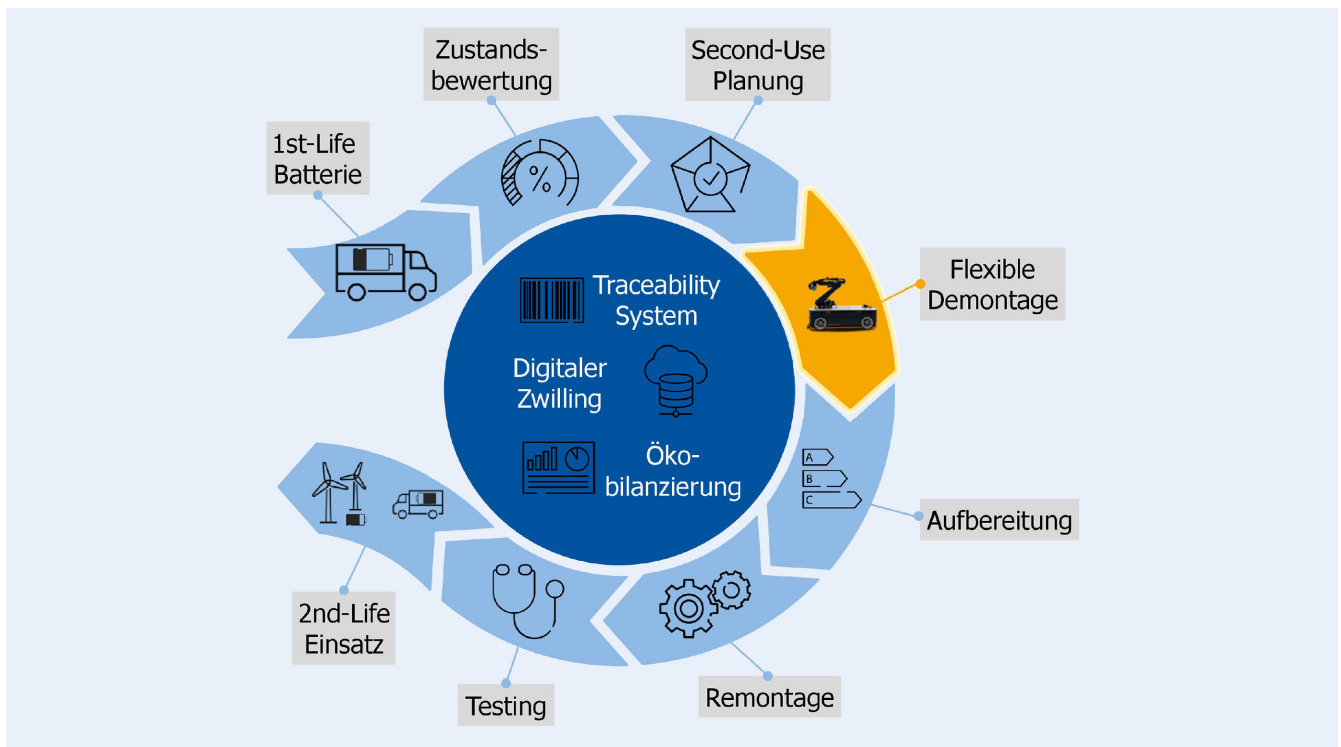 Zustands-
bewertung
Second-Use
Planung
1st-Life
Batterie
%
Flexible
Demontage
Traceability
System
Digitaler
Zwilling
Öko-
bilanzierung
A
B
C
Aufbereitung
2nd-Life
Einsatz
Testing
Remontage